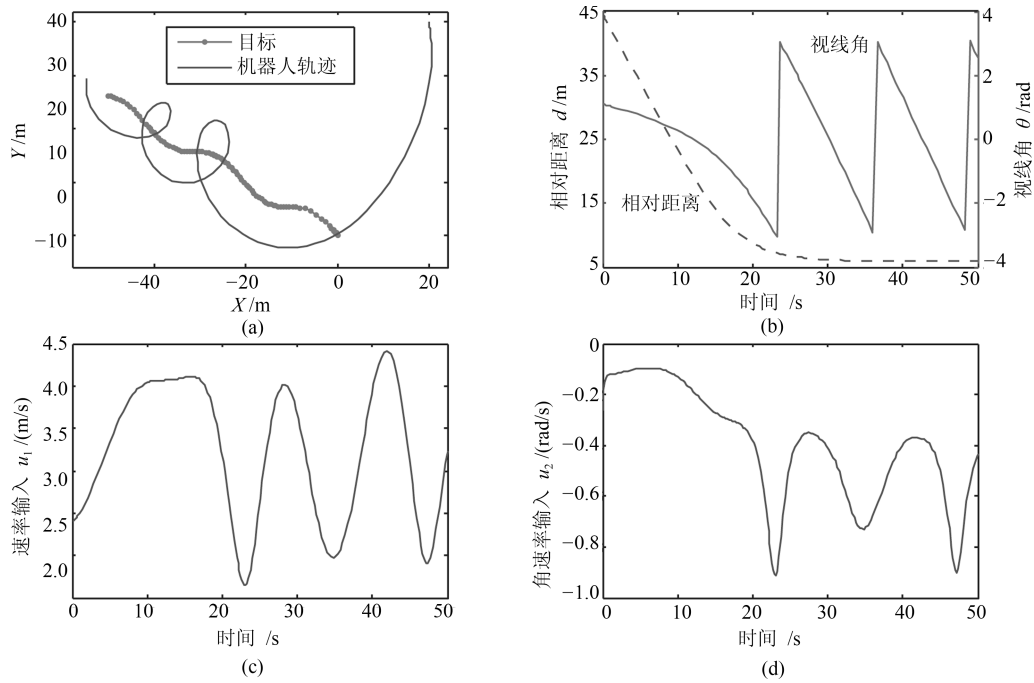 40
30
20
10
0
−10
Y /m
目标
机器人轨迹
−40
−20
0
20
X /m
(a)
45
35
25
15
5
相对距离 d /m
视线角
相对距离
4
2
0
−2
−4
视线角 θ /rad
0
10
20
30
40
50
时间 /s
(b)
4.5
4.0
3.5
3.0
2.5
2.0
速率输入 u₁ /(m/s)
0
10
20
30
40
50
时间 /s
(c)
0
−0.2
−0.4
−0.6
−0.8
−1.0
角速率输入 u₂ /(rad/s)
0
10
20
30
40
50
时间 /s
(d)